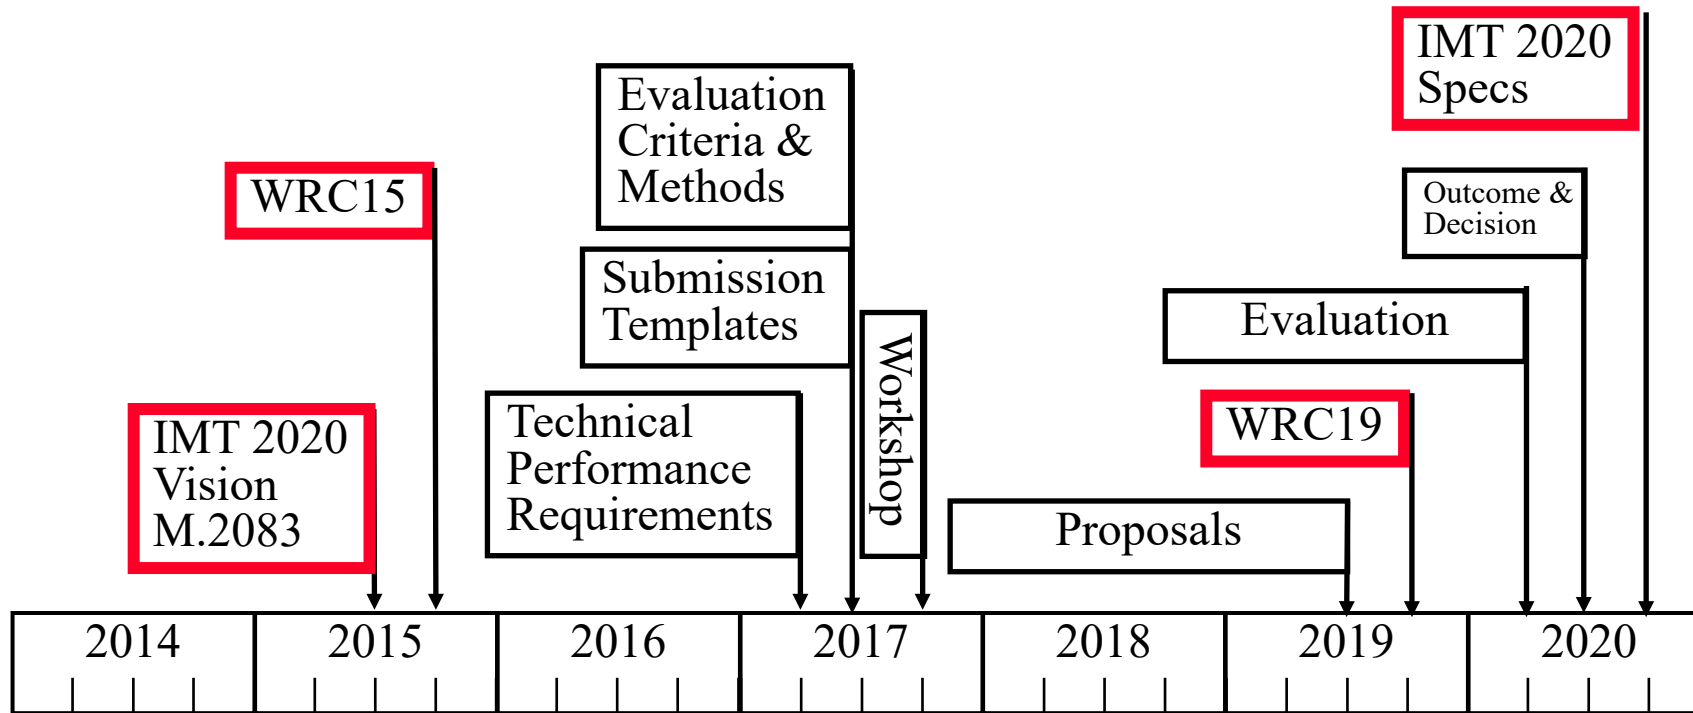 IMT 2020
Specs
Evaluation
Criteria &
Methods
WRC15
Outcome &
Decision
Submission
Templates
Evaluation
Workshop
IMT 2020
Vision
M.2083
Technical
Performance
Requirements
WRC19
Proposals
2014
2015
2016
2017
2018
2019
2020